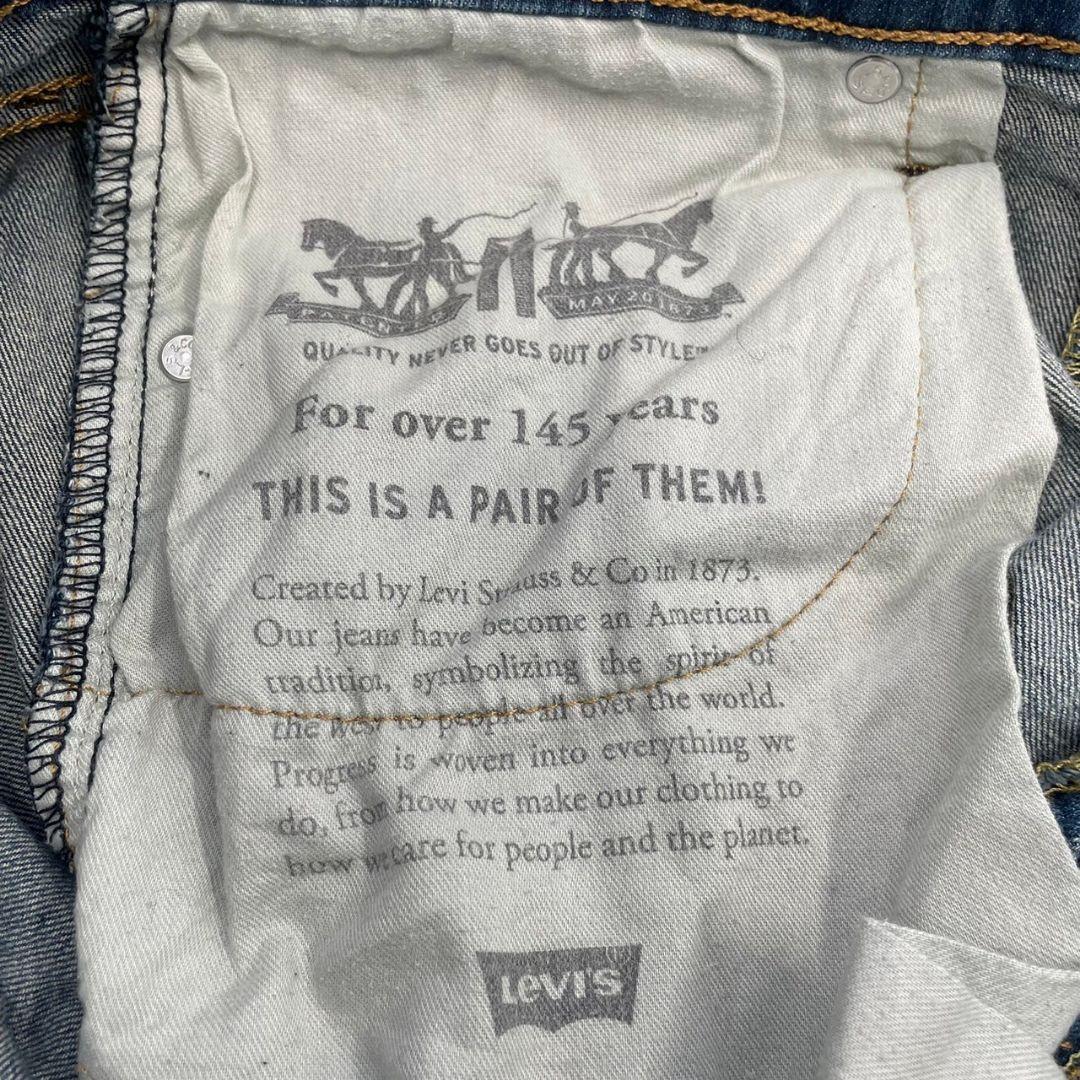 MAY 20 187
QUALITY NEVER GOES OUT OF STYLE™
For over 145 years
THIS IS A PAIR OF THEM!
Created by Levi Strauss & Co in 1873.
Our jeans have become an American
tradition, symbolizing the spirit of
the west to people all over the world.
Progress is woven into everything we
do, from how we make our clothing to
how we care for people and the planet.
LEVI'S